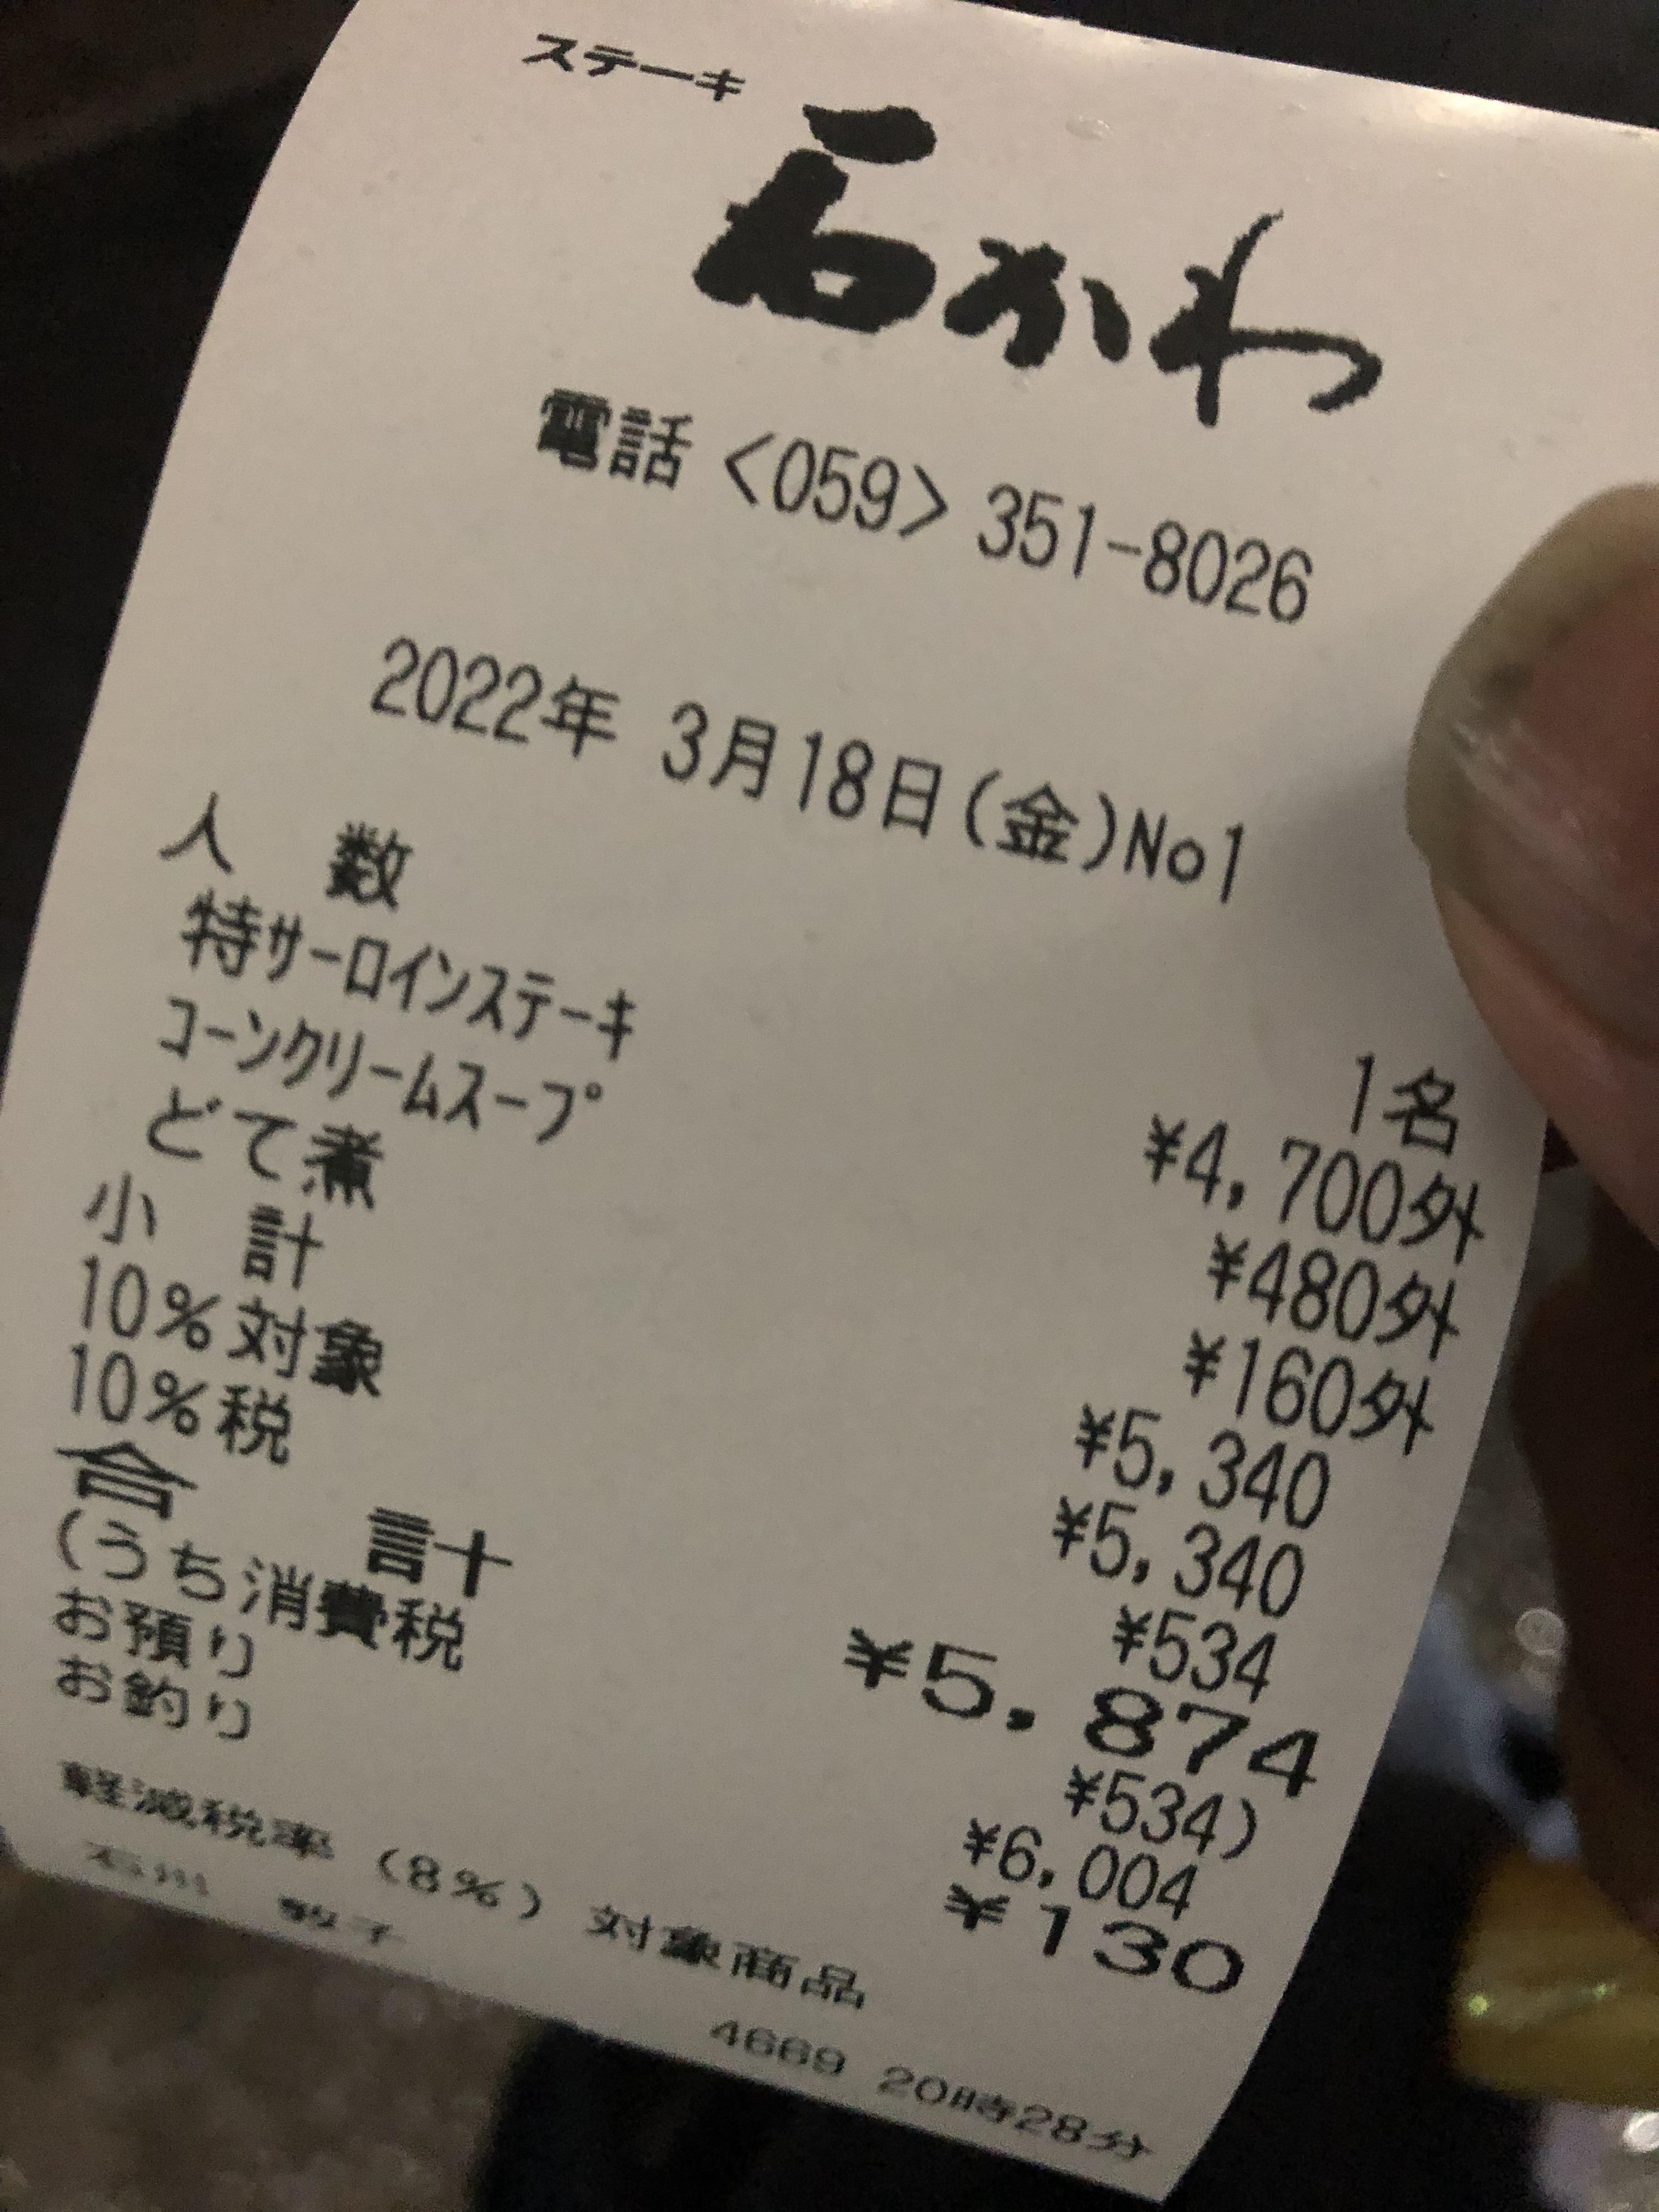 ステーキ
石かわ
電話 <059> 351-8026
2022年 3月18日(金)No1
人 数 1名
特サーロインステーキ ¥4,700外
コーンクリームスープ ¥480外
どて煮 ¥160外
小 計 ¥5,340
10%対象 ¥5,340
10%税 ¥534
合 計 ¥5,874
(うち消費税 ¥534)
お預り ¥6,004
お釣り ¥130
軽減税率 (8%) 対象商品
石川 4669 20時28分